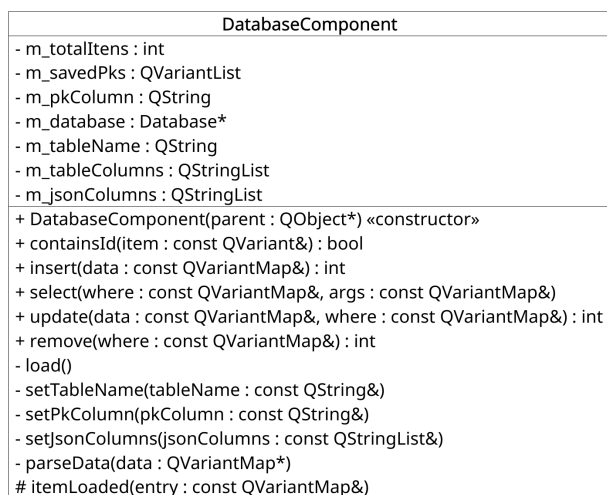 DatabaseComponent
- m_totalItens : int
- m_savedPks : QVariantList
- m_pkColumn : QString
- m_database : Database*
- m_tableName : QString
- m_tableColumns : QStringList
- m_jsonColumns : QStringList
+ DatabaseComponent(parent : QObject*) «constructor»
+ containsId(item : const QVariant&) : bool
+ insert(data : const QVariantMap&) : int
+ select(where : const QVariantMap&, args : const QVariantMap&)
+ update(data : const QVariantMap&, where : const QVariantMap&) : int
+ remove(where : const QVariantMap&) : int
- load()
- setTableName(tableName : const QString&)
- setPkColumn(pkColumn : const QString&)
- setJsonColumns(jsonColumns : const QStringList&)
- parseData(data : QVariantMap*)
# itemLoaded(entry : const QVariantMap&)